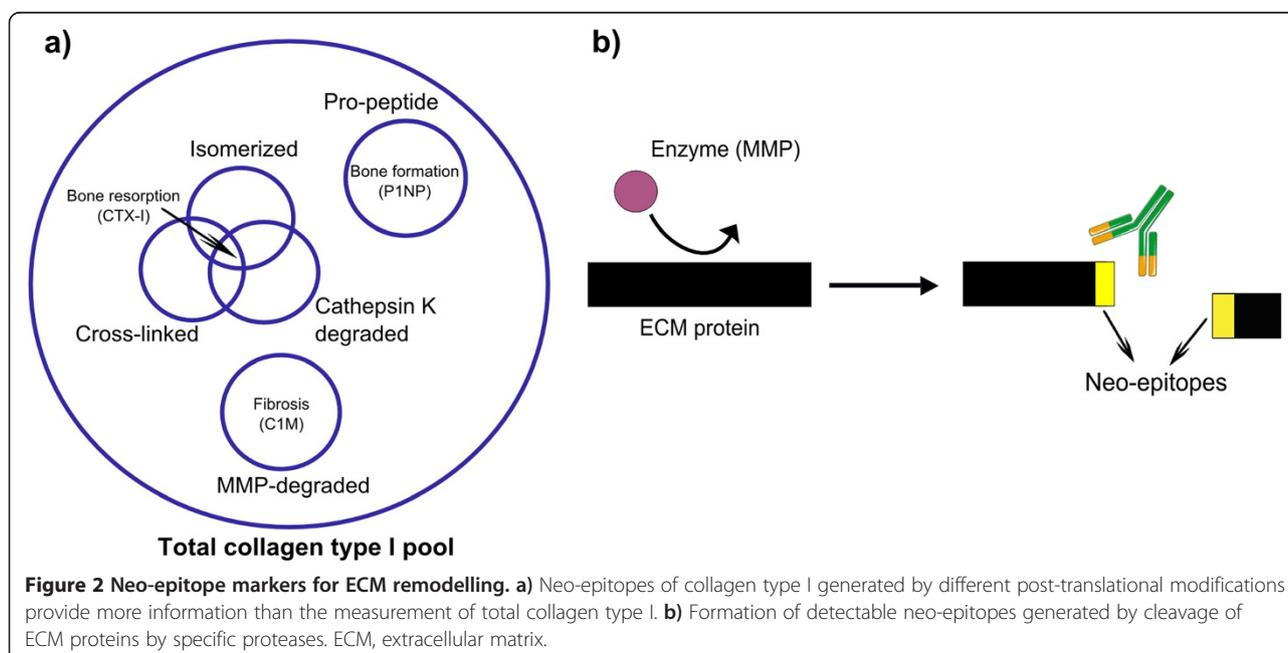 a)
Pro-peptide
Isomerized
Bone formation
(P1NP)
Bone resorption
(CTX-I)
Cathepsin K
degraded
Cross-linked
Fibrosis
(C1M)
MMP-degraded
Total collagen type I pool
b)
Enzyme (MMP)
ECM protein
Neo-epitopes
Figure 2 Neo-epitope markers for ECM remodelling. a) Neo-epitopes of collagen type I generated by different post-translational modifications
provide more information than the measurement of total collagen type I. b) Formation of detectable neo-epitopes generated by cleavage of
ECM proteins by specific proteases. ECM, extracellular matrix.